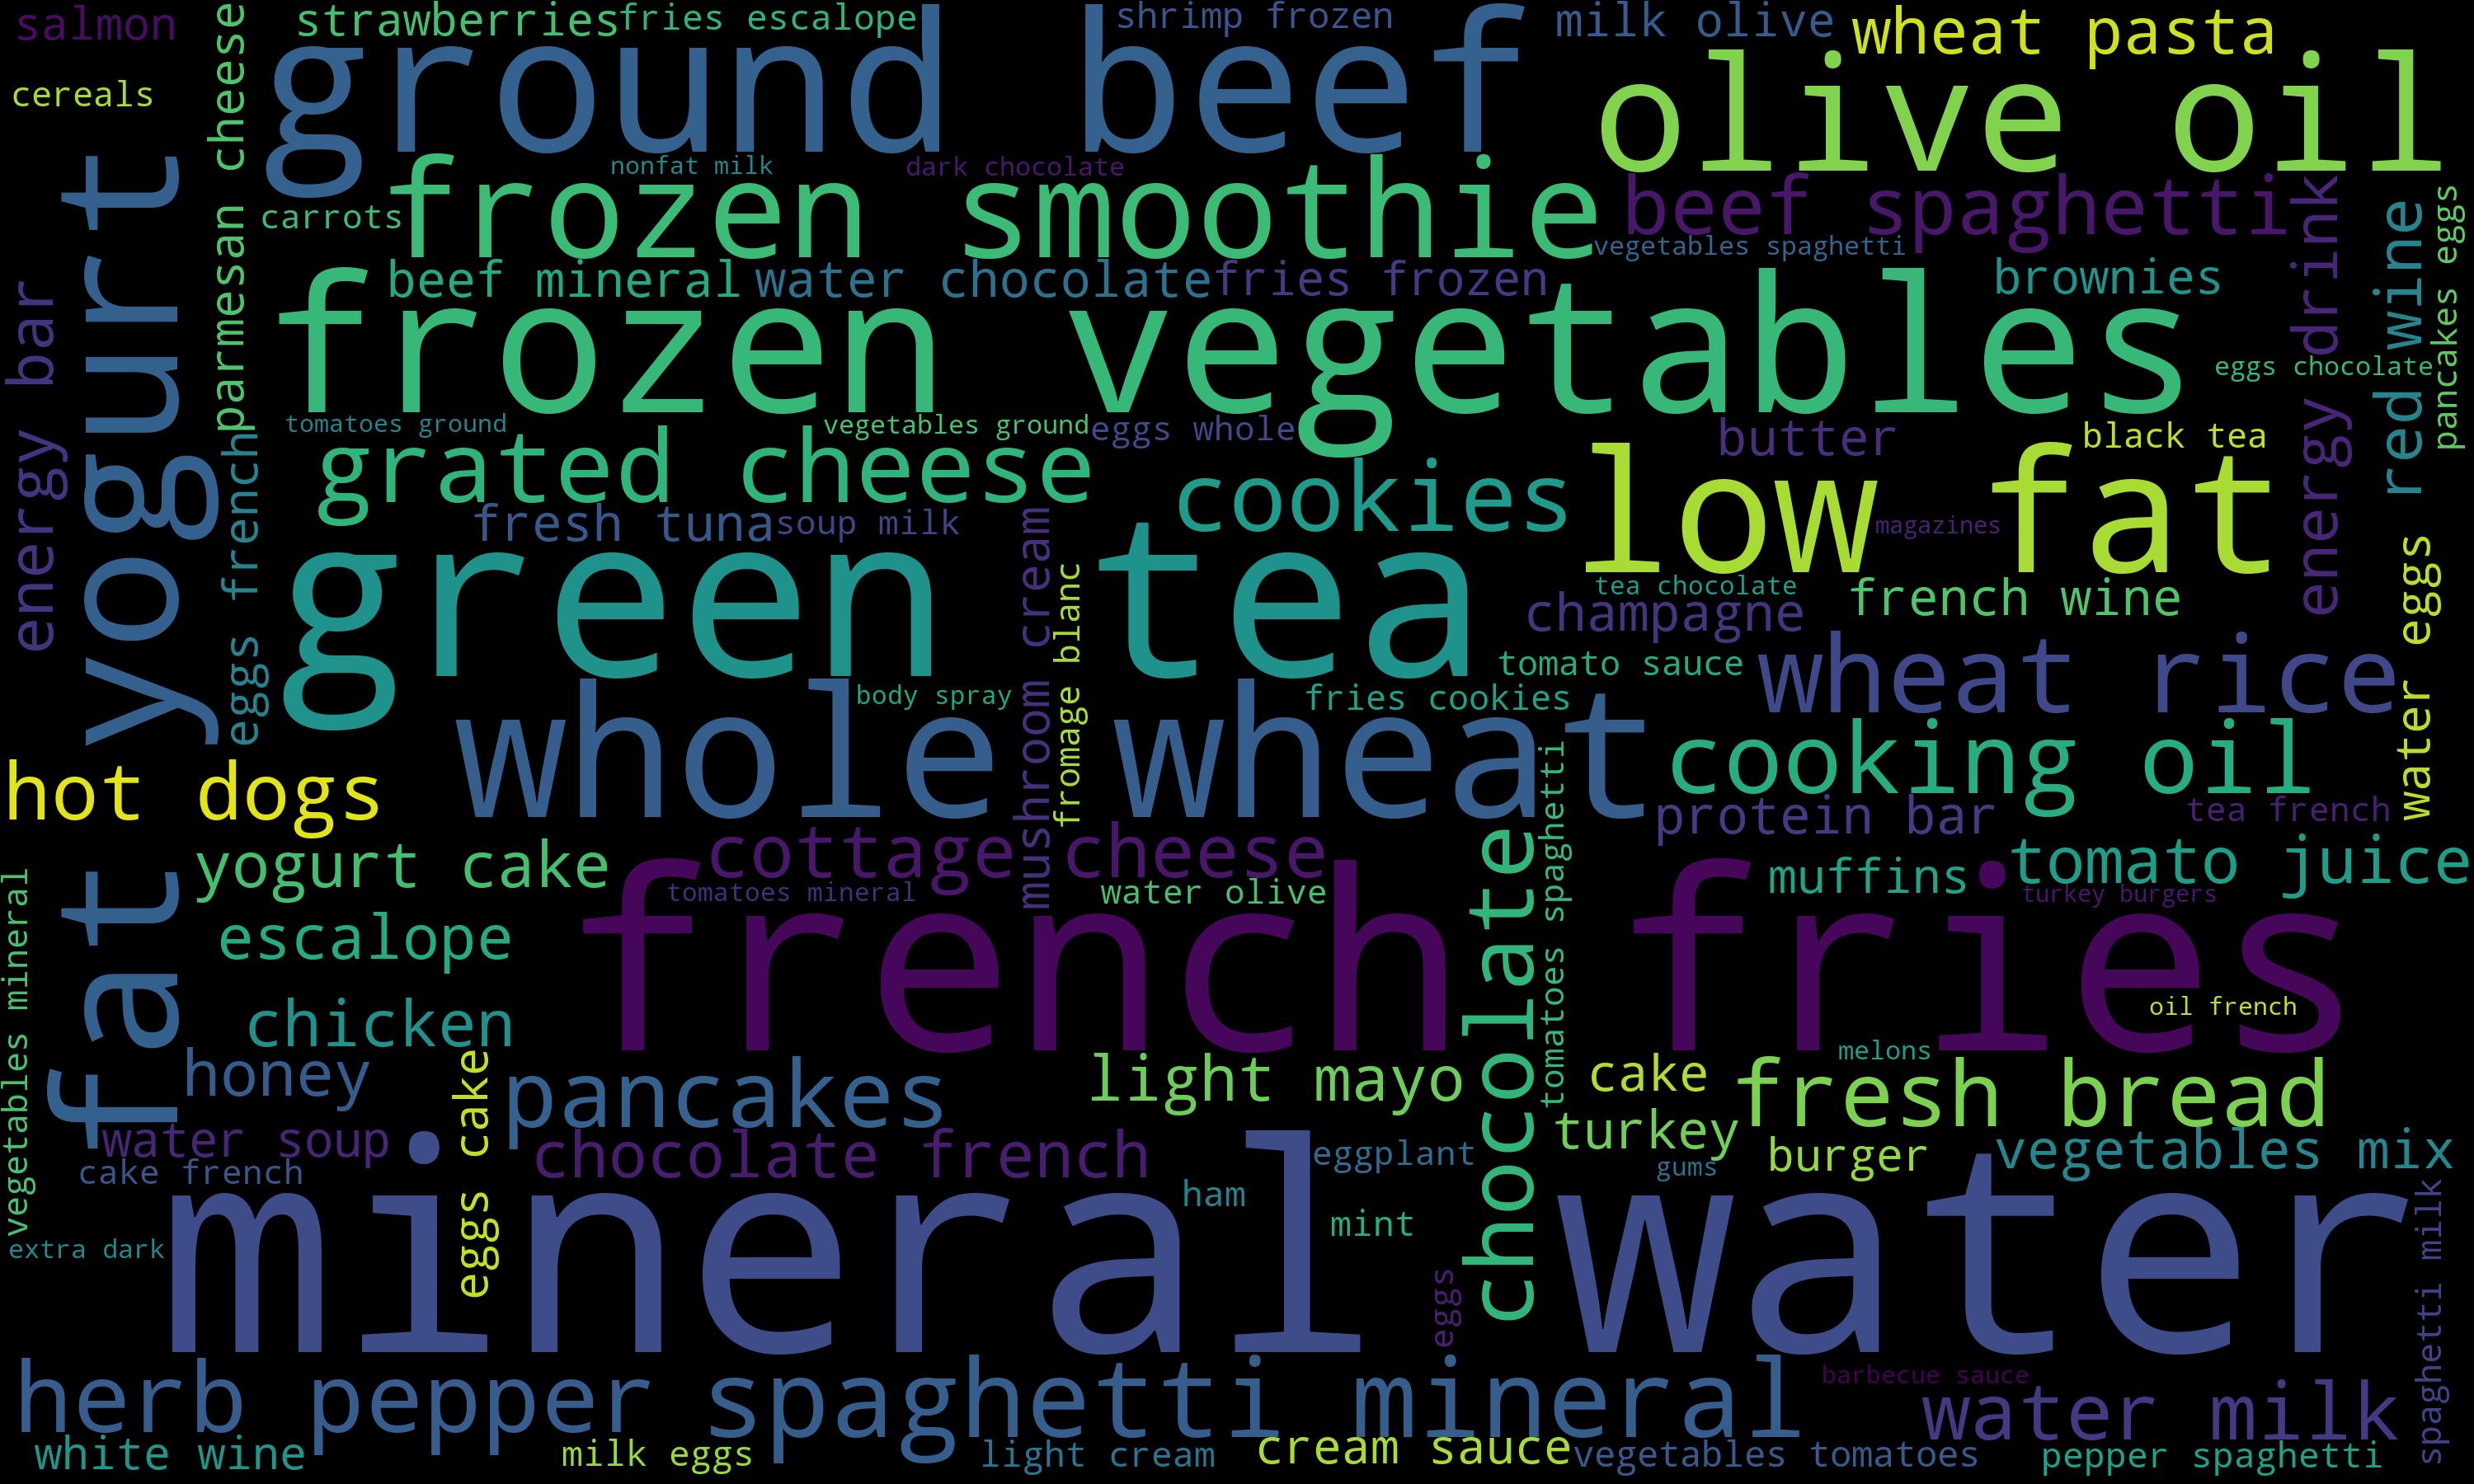 salmon
strawberries
fries escalope
shrimp frozen
milk olive
wheat pasta
cereals
parmesan cheese
ground beef
olive oil
nonfat milk
dark chocolate
frozen smoothie
beef spaghetti
carrots
vegetables spaghetti
energy drink
red wine
pancakes eggs
energy bar
fat yogurt
beef mineral
water chocolate
fries frozen
brownies
frozen vegetables
eggs chocolate
tomatoes ground
vegetables ground
eggs whole
butter
black tea
eggs french
grated cheese
cookies
low fat
fresh tuna
soup milk
mushroom cream
magazines
green tea
fromage blanc
tea chocolate
champagne
french wine
water eggs
tomato sauce
wheat rice
body spray
fries cookies
whole wheat
cooking oil
hot dogs
protein bar
tea french
tomatoes spaghetti
yogurt cake
cottage cheese
chocolate
muffins
tomato juice
tomatoes mineral
water olive
turkey burgers
vegetables mineral
escalope
french fries
chicken
oil french
honey
eggs cake
pancakes
light mayo
melons
cake
fresh bread
water soup
chocolate french
eggplant
turkey
burger
vegetables mix
cake french
gums
ham
mint
mineral water
extra dark
eggs
spaghetti milk
herb pepper
spaghetti mineral
barbecue sauce
water milk
white wine
milk eggs
light cream
cream sauce
vegetables tomatoes
pepper spaghetti